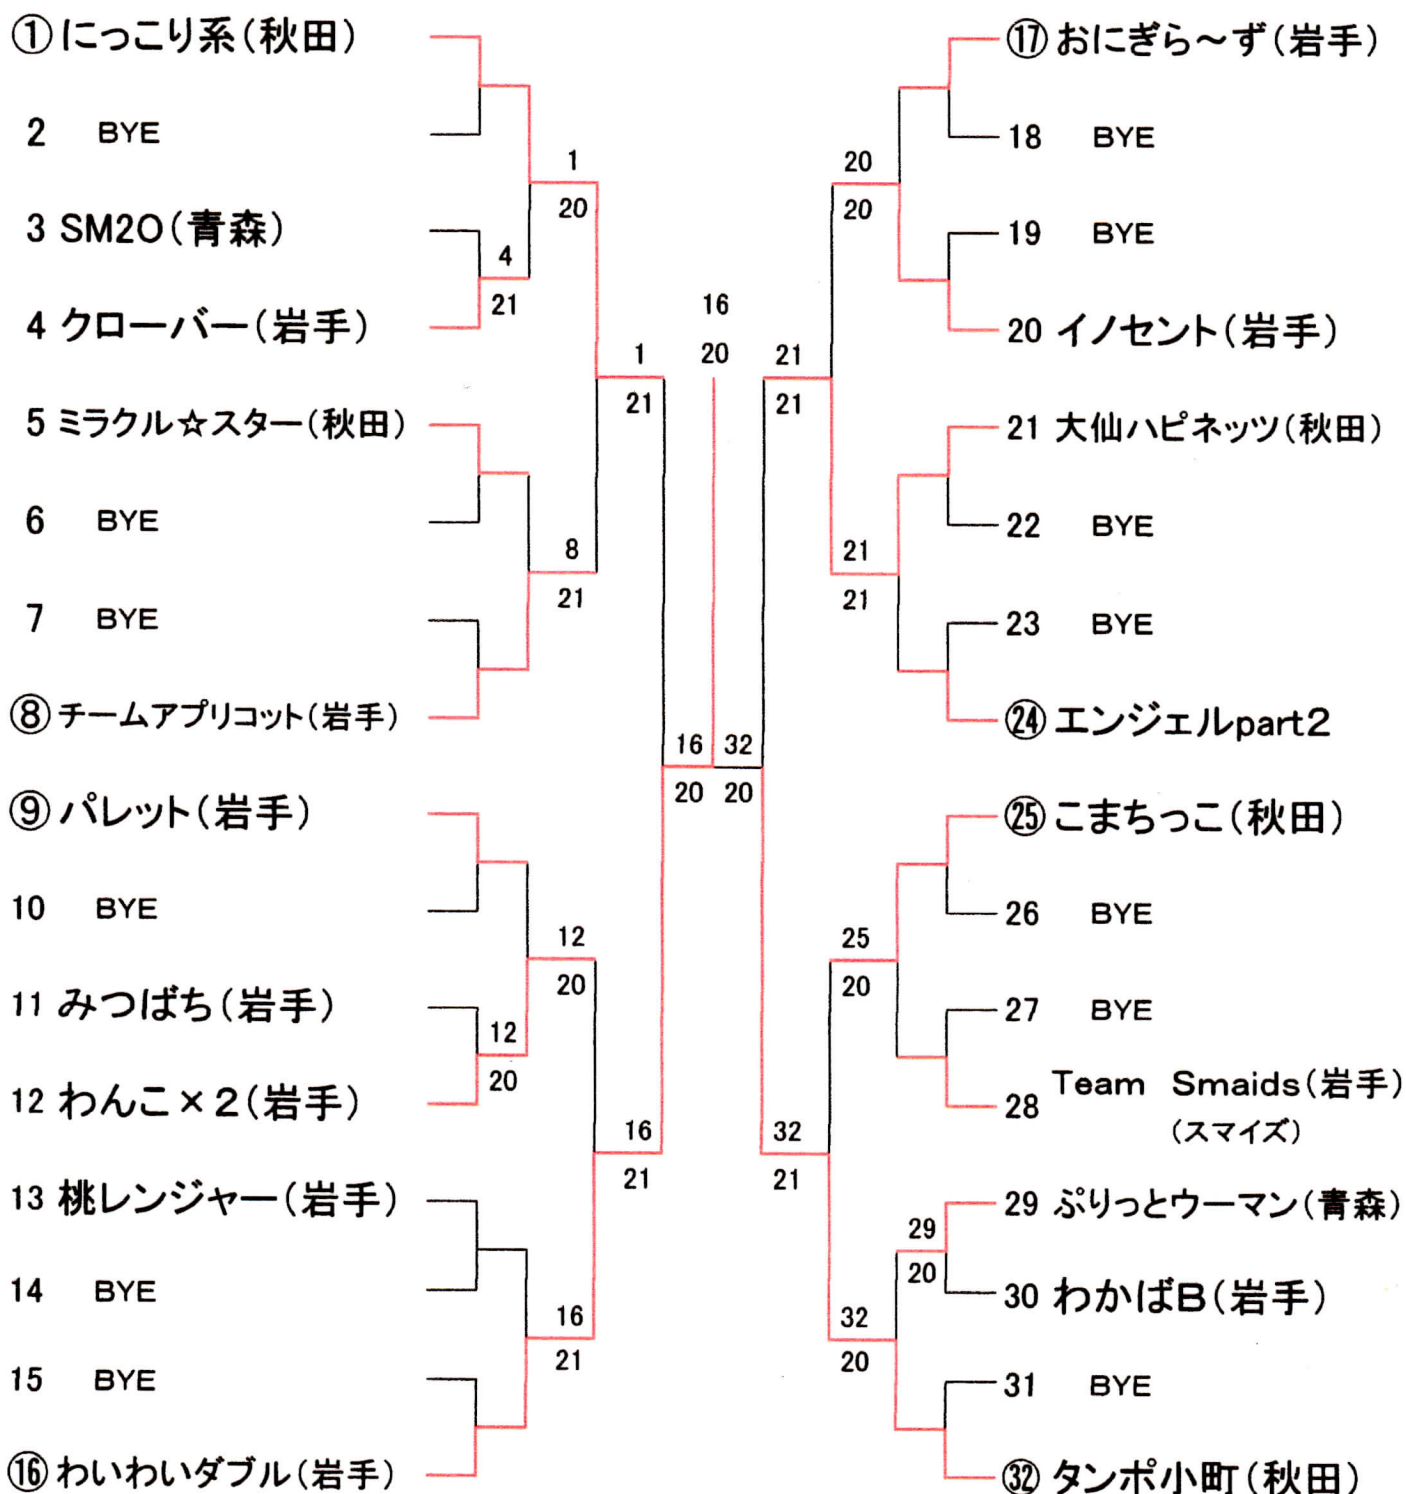 ①にっこり系(秋田)
2 BYE
3 SM2O(青森)
4 クローバー(岩手)
5 ミラクル☆スター(秋田)
6 BYE
7 BYE
⑧チームアプリコット(岩手)
⑨パレット(岩手)
10 BYE
11 みつばち(岩手)
12 わんこ×2(岩手)
13 桃レンジャー(岩手)
14 BYE
15 BYE
⑯わいわいダブル(岩手)
4
21
12
20
1
20
8
21
12
20
16
21
1
21
16
21
16
20
16
20
32
20
21
21
32
21
20
20
21
21
25
20
32
20
29
20
⑰おにぎら～ず(岩手)
18 BYE
19 BYE
20 イノセント(岩手)
21 大仙ハピネッツ(秋田)
22 BYE
23 BYE
㉔エンジェルpart2
㉕こまちっこ(秋田)
26 BYE
27 BYE
28 Team Smaids(岩手)
(スマイズ)
29 ぷりっとウーマン(青森)
30 わかばB(岩手)
31 BYE
㉜タンポ小町(秋田)